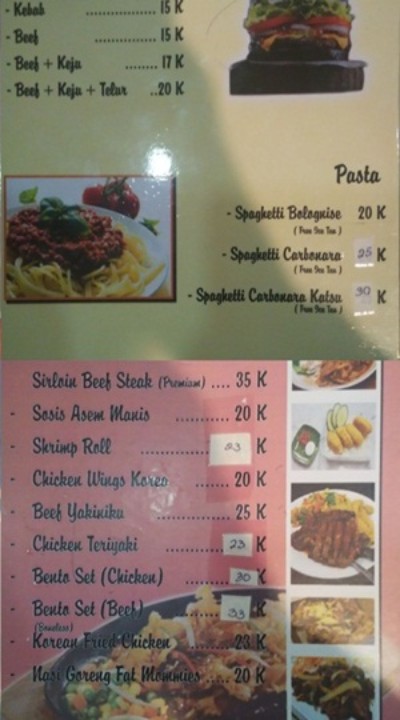 - Kebab ............... 15 K
- Beef ............... 15 K
- Beef + Keju ........ 17 K
- Beef + Keju + Telur ..20 K
Pasta
- Spaghetti Bolognise 20 K
( Free Ice Tea )
- Spaghetti Carbonara 25 K
( Free Ice Tea )
- Spaghetti Carbonara Katsu 30 K
( Free Ice Tea )
Sirloin Beef Steak (Premium) .... 35 K
- Sosis Asem Manis ............ 20 K
- Shrimp Roll .................. 23 K
- Chicken Wings Korea ....... 20 K
- Beef Yakiniku ................ 25 K
- Chicken Teriyaki ............ 23 K
- Bento Set (Chicken) ......... 30 K
- Bento Set (Beef) ......... 33 K
(Boneless)
- Korean Fried Chicken ..... 23 K
- Nasi Goreng Fat Mommies ..... 20 K